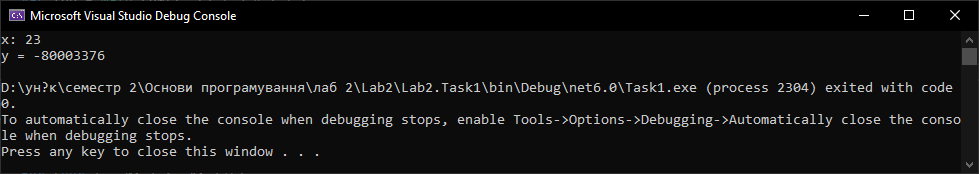 Microsoft Visual Studio Debug Console
x: 23
y = -80003376
D:\ун?к\семестр 2\Основи програмування\лаб 2\Lab2\Lab2.Task1\bin\Debug\net6.0\Task1.exe (process 2304) exited with code
0.
To automatically close the console when debugging stops, enable Tools->Options->Debugging->Automatically close the conso
le when debugging stops.
Press any key to close this window . . .